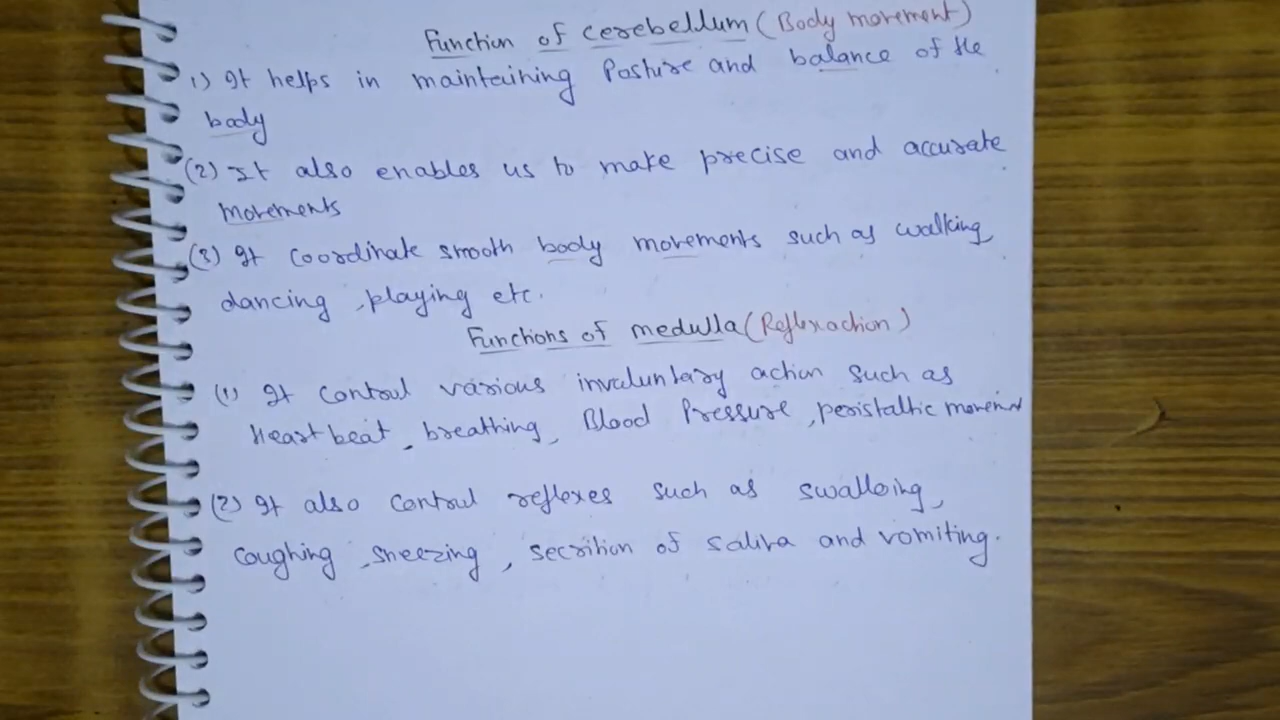 Function of cerebellum (Body movement)
1) It helps in maintaining Posture and balance of the
body
(2) It also enables us to make precise and accurate
movements
(3) It coordinate smooth body movements such as walking,
dancing, playing etc.
Functions of medulla (Reflex action)
(1) It control various involuntary action such as
Heart beat, breathing, Blood Pressure, peristaltic movement
(2) It also control reflexes such as swalloing,
Coughing, sneezing, secrition of saliva and vomiting.